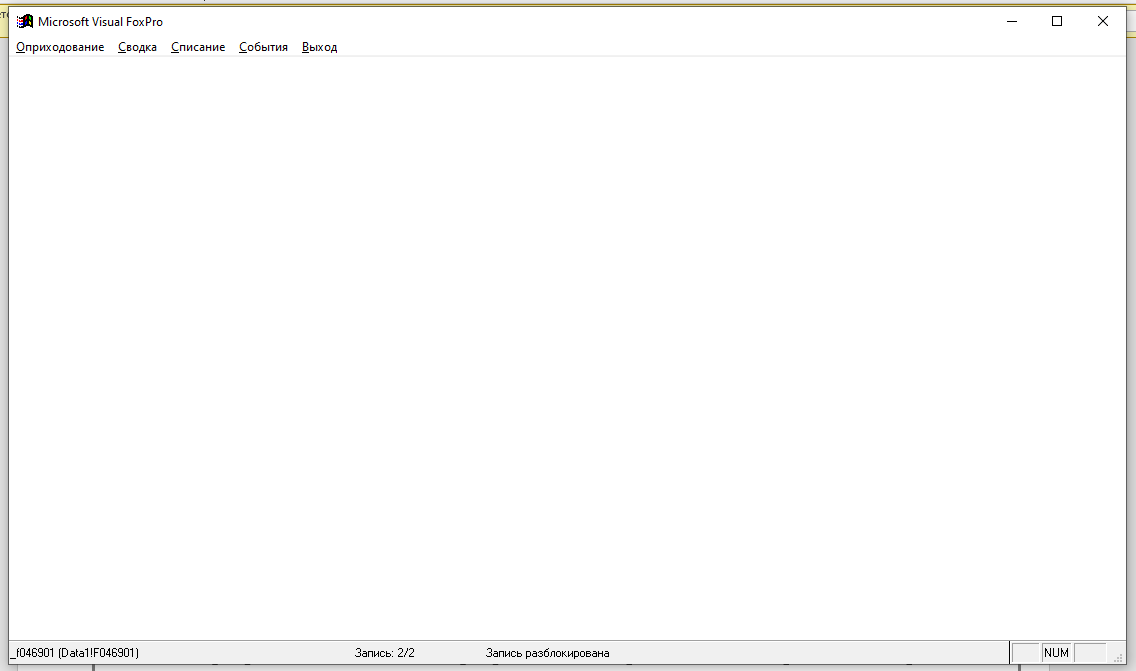 Microsoft Visual FoxPro
Оприходование Сводка Списание События Выход
_f046901 (Data1!F046901) Запись: 2/2 Запись разблокирована NUM